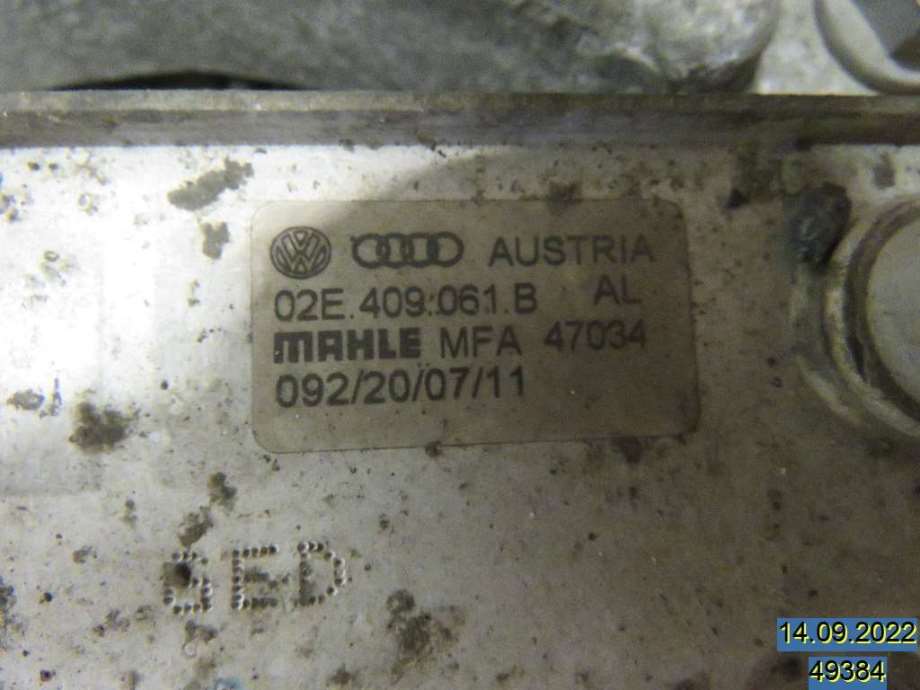 AUSTRIA
02E.409.061.B AL
MAHLE MFA 47034
092/20/07/11
14.09.2022
49384